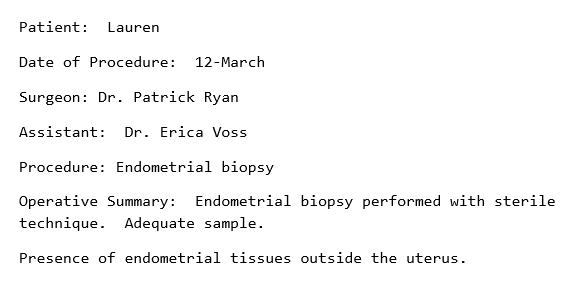 Patient:  Lauren
Date of Procedure:  12-March
Surgeon: Dr. Patrick Ryan
Assistant:  Dr. Erica Voss
Procedure: Endometrial biopsy
Operative Summary:  Endometrial biopsy performed with sterile
technique.  Adequate sample.
Presence of endometrial tissues outside the uterus.